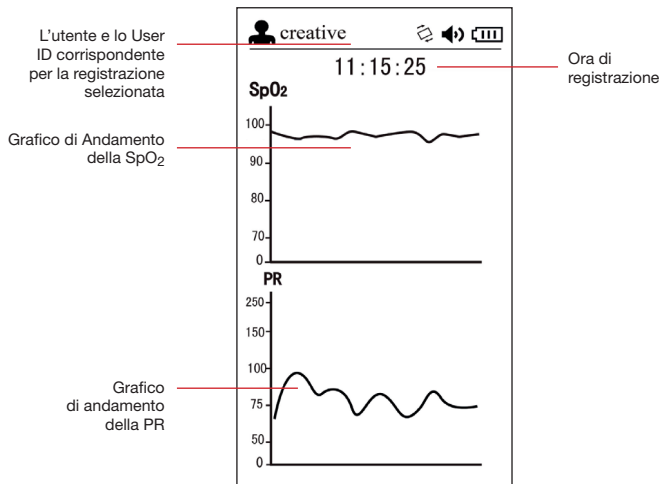 L'utente e lo User
ID corrispondente
per la registrazione
selezionata
creative
11:15:25
Ora di
registrazione
SpO2
Grafico di Andamento
della SpO2
100
90
80
70
0
PR
250
150
100
75
50
0
Grafico
di andamento
della PR